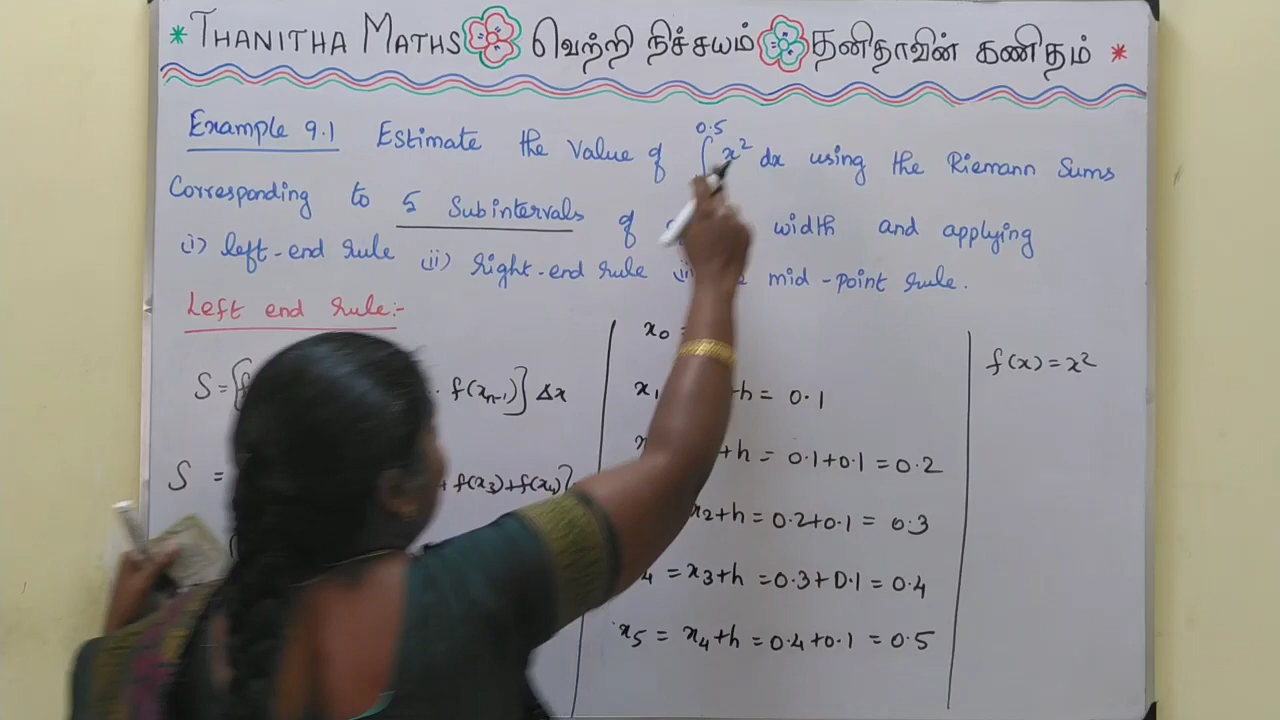 * THANITHA MATHS வெற்றி நிச்சயம் தனிதாவின் கணிதம் *
Example 9.1 Estimate the Value of ∫ 0.5 x² dx using the Riemann Sums
Corresponding to 5 Subintervals of width and applying
i) left-end rule ii) right-end rule mid-point rule.
Left end rule:-
S = [ f(xₙ₋₁)] Δx
S = + f(x₃)+f(x₄)]
x₀ =
x₁ +h = 0.1
+h = 0.1+0.1 = 0.2
x₂+h = 0.2+0.1 = 0.3
= x₃+h = 0.3+0.1 = 0.4
x₅ = x₄+h = 0.4+0.1 = 0.5
f(x) = x²